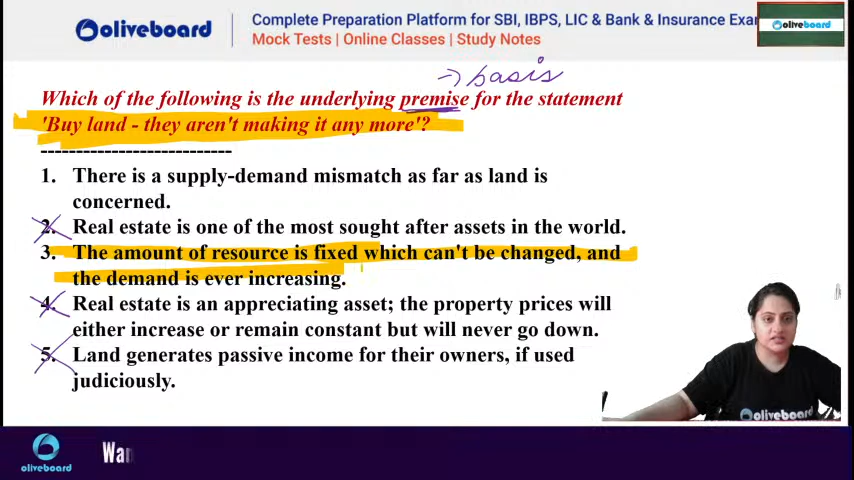 oliveboard
Complete Preparation Platform for SBI, IBPS, LIC & Bank & Insurance Exa
Mock Tests | Online Classes | Study Notes
oliveboard
→ basis
Which of the following is the underlying premise for the statement
'Buy land - they aren't making it any more'?
----------------------------
1. There is a supply-demand mismatch as far as land is
concerned.
2. Real estate is one of the most sought after assets in the world.
3. The amount of resource is fixed which can't be changed, and
the demand is ever increasing.
4. Real estate is an appreciating asset; the property prices will
either increase or remain constant but will never go down.
5. Land generates passive income for their owners, if used
judiciously.
oliveboard
oliveboard
Wan